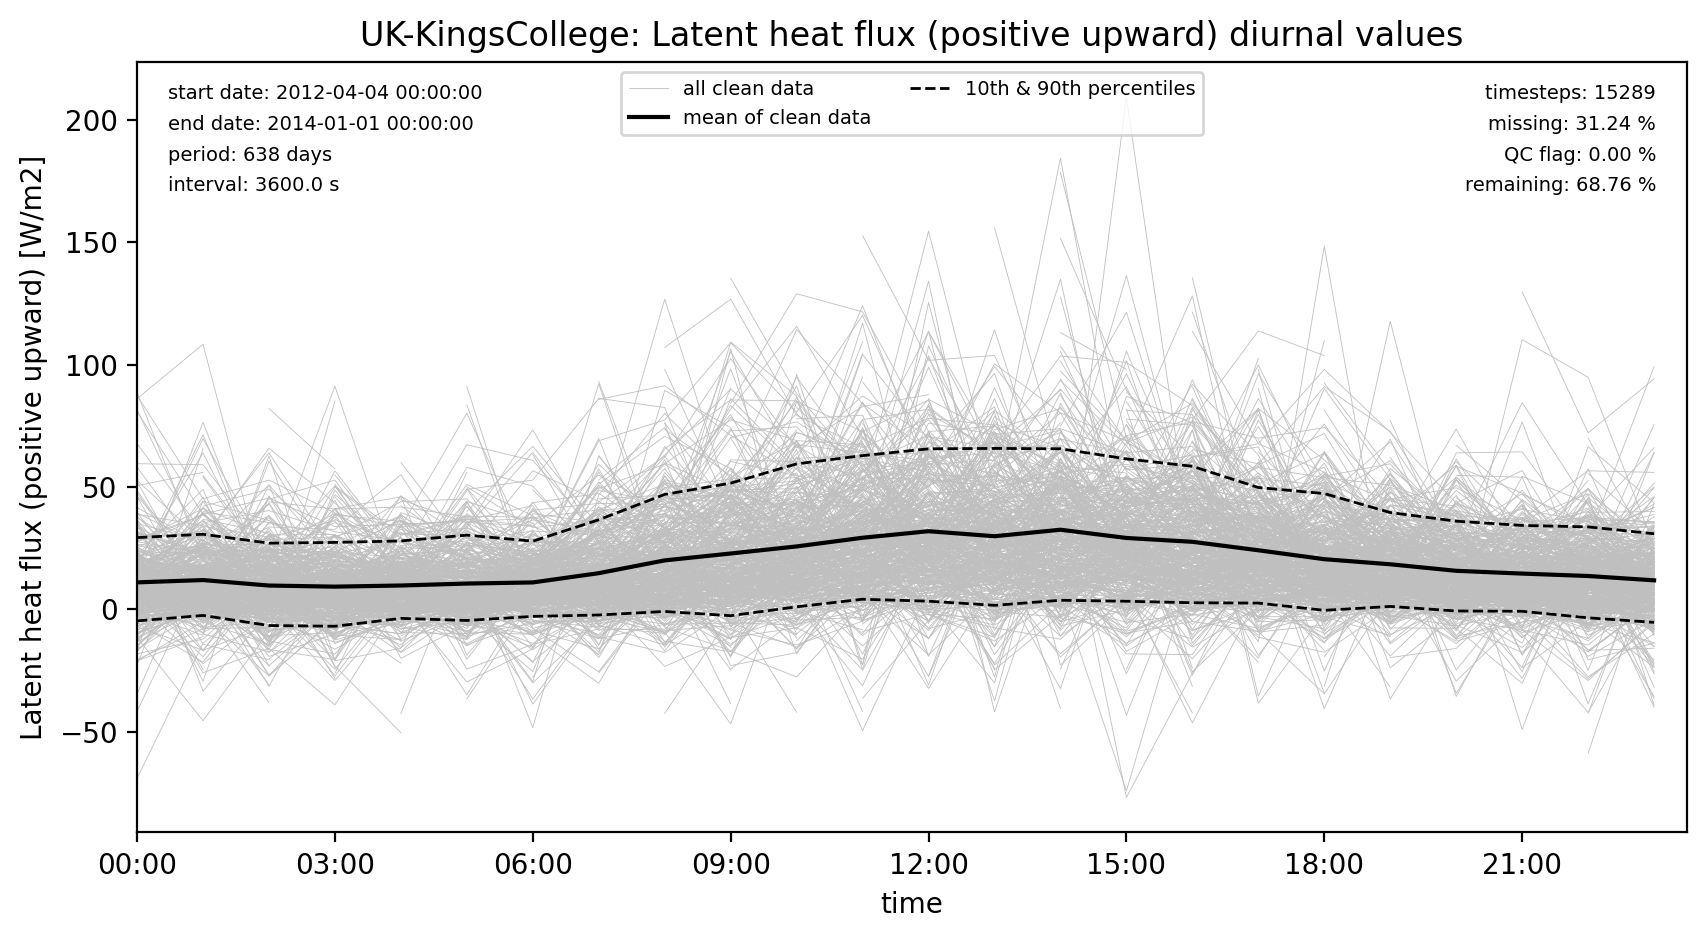 UK-KingsCollege: Latent heat flux (positive upward) diurnal values
start date: 2012-04-04 00:00:00
end date: 2014-01-01 00:00:00
period: 638 days
interval: 3600.0 s
all clean data
mean of clean data
10th & 90th percentiles
timesteps: 15289
missing: 31.24 %
QC flag: 0.00 %
remaining: 68.76 %
Latent heat flux (positive upward) [W/m2]
200
150
100
50
0
−50
00:00 03:00 06:00 09:00 12:00 15:00 18:00 21:00
time